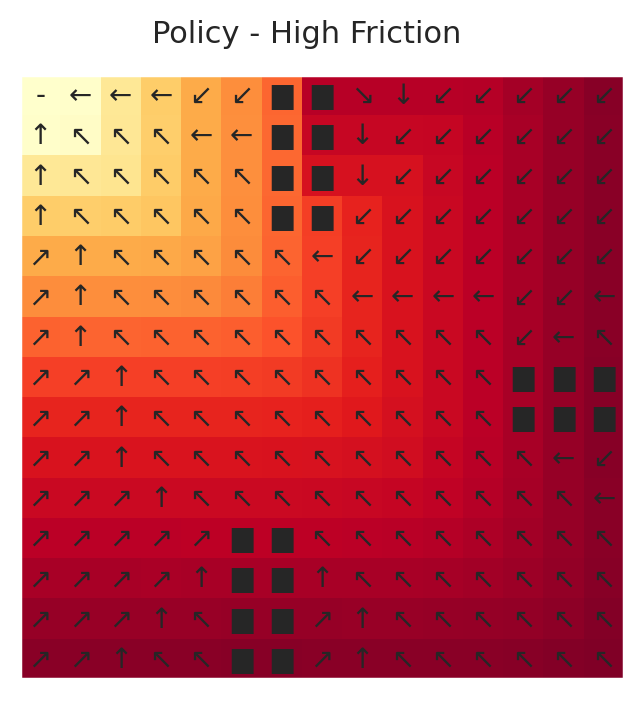 Policy - High Friction
- ← ← ← ↙ ↙ ■ ■ ↘ ↓ ↙ ↙ ↙ ↙ ↙
↑ ↖ ↖ ↖ ← ← ■ ■ ↓ ↙ ↙ ↙ ↙ ↙ ↙
↑ ↖ ↖ ↖ ↖ ↖ ■ ■ ↓ ↙ ↙ ↙ ↙ ↙ ↙
↑ ↖ ↖ ↖ ↖ ↖ ■ ■ ↙ ↙ ↙ ↙ ↙ ↙ ↙
↗ ↑ ↖ ↖ ↖ ↖ ↖ ← ↙ ↙ ↙ ↙ ↙ ↙ ↙
↗ ↑ ↖ ↖ ↖ ↖ ↖ ↖ ← ← ← ← ↙ ↙ ←
↗ ↑ ↖ ↖ ↖ ↖ ↖ ↖ ↖ ↖ ↖ ↖ ↙ ← ↖
↗ ↗ ↑ ↖ ↖ ↖ ↖ ↖ ↖ ↖ ↖ ↖ ■ ■ ■
↗ ↗ ↑ ↖ ↖ ↖ ↖ ↖ ↖ ↖ ↖ ↖ ■ ■ ■
↗ ↗ ↑ ↖ ↖ ↖ ↖ ↖ ↖ ↖ ↖ ↖ ↖ ← ↙
↗ ↗ ↗ ↑ ↖ ↖ ↖ ↖ ↖ ↖ ↖ ↖ ↖ ↖ ←
↗ ↗ ↗ ↗ ↗ ■ ■ ↖ ↖ ↖ ↖ ↖ ↖ ↖ ↖
↗ ↗ ↗ ↗ ↑ ■ ■ ↑ ↖ ↖ ↖ ↖ ↖ ↖ ↖
↗ ↗ ↗ ↑ ↖ ■ ■ ↗ ↑ ↖ ↖ ↖ ↖ ↖ ↖
↗ ↗ ↑ ↖ ↖ ■ ■ ↗ ↑ ↖ ↖ ↖ ↖ ↖ ↖